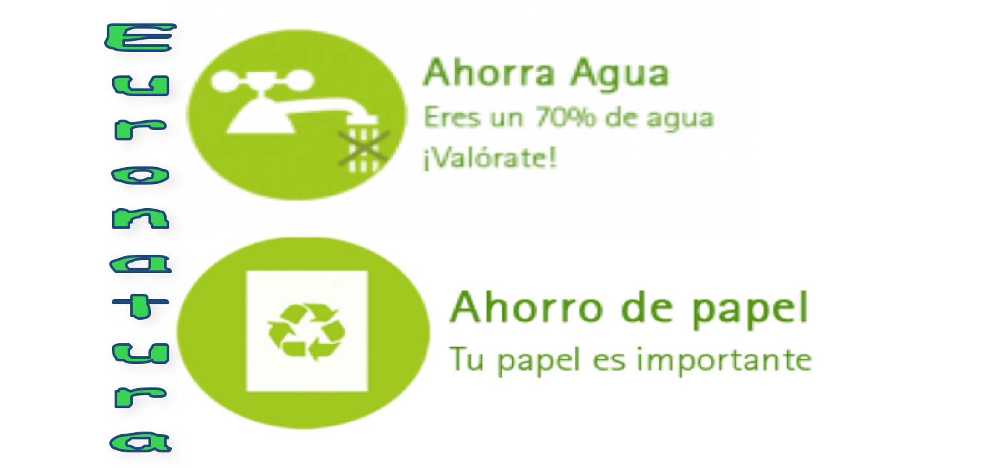 Euronatura
Ahorra Agua
Eres un 70% de agua
¡Valórate!
Ahorro de papel
Tu papel es importante